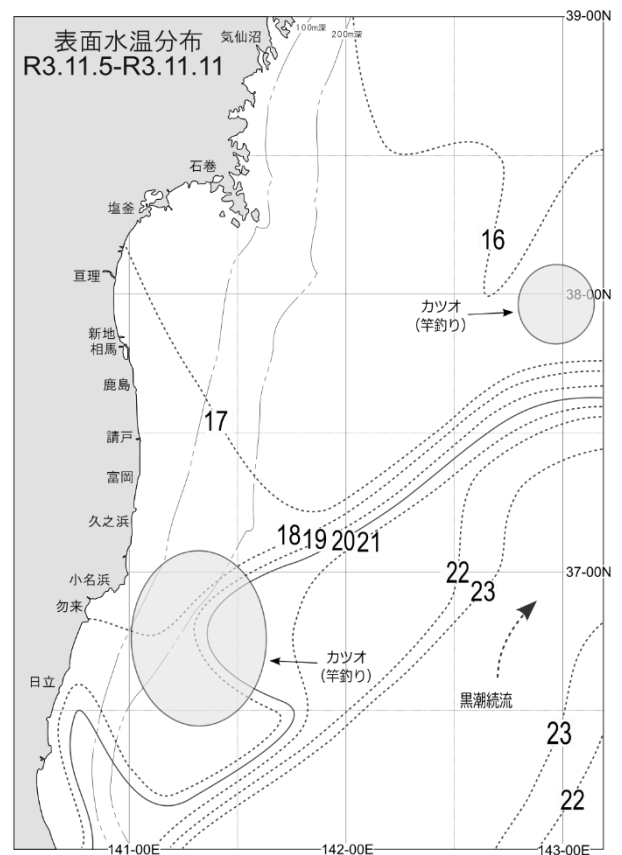 表面水温分布
R3.11.5-R3.11.11
気仙沼
100m深
200m深
39-00N
石巻
塩釜
16
亘理
38-00N
カツオ
(竿釣り)
新地
相馬
鹿島
17
請戸
富岡
久之浜
18 19 20 21
37-00N
小名浜
22
23
勿来
カツオ
(竿釣り)
日立
黒潮続流
23
22
141-00E
142-00E
143-00E